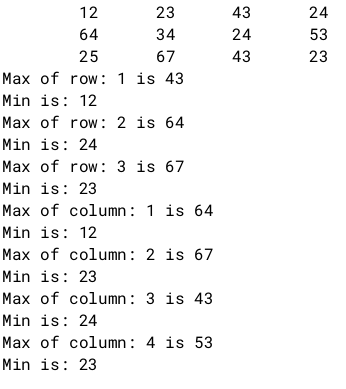 12 23 43 24
64 34 24 53
25 67 43 23
Max of row: 1 is 43
Min is: 12
Max of row: 2 is 64
Min is: 24
Max of row: 3 is 67
Min is: 23
Max of column: 1 is 64
Min is: 12
Max of column: 2 is 67
Min is: 23
Max of column: 3 is 43
Min is: 24
Max of column: 4 is 53
Min is: 23